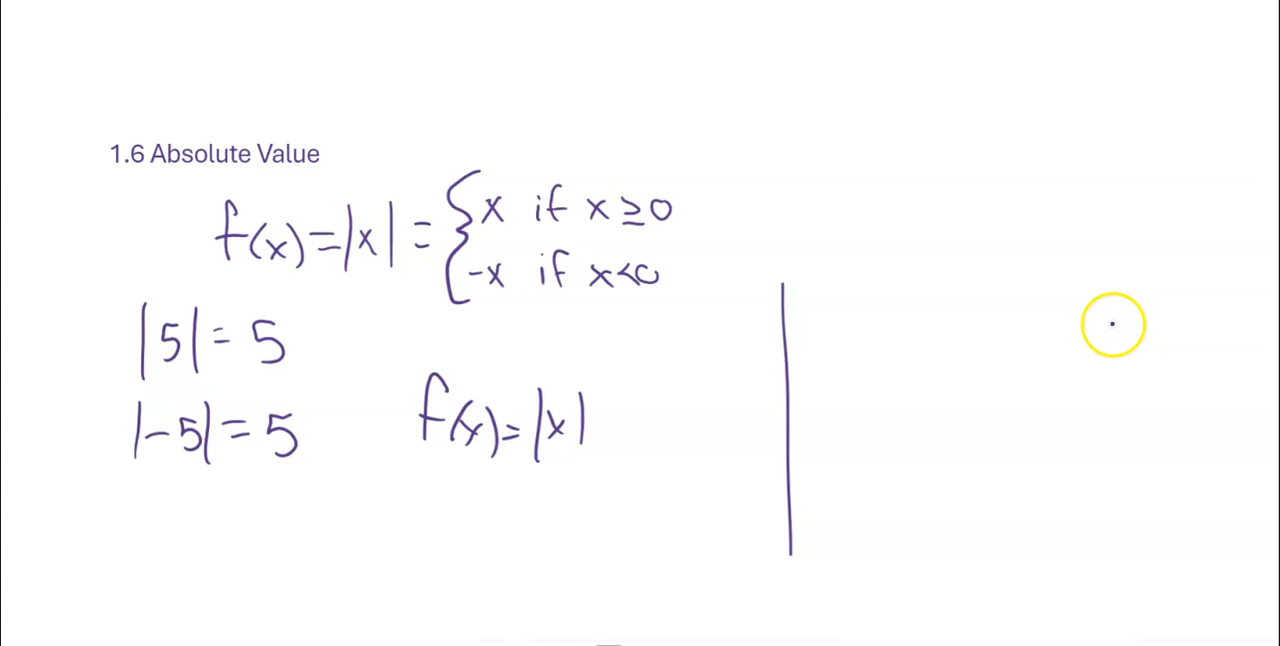 1.6 Absolute Value
f(x)=|x|= { x if x≥0
-x if x<0
|5|=5
|-5|=5
f(x)=|x|